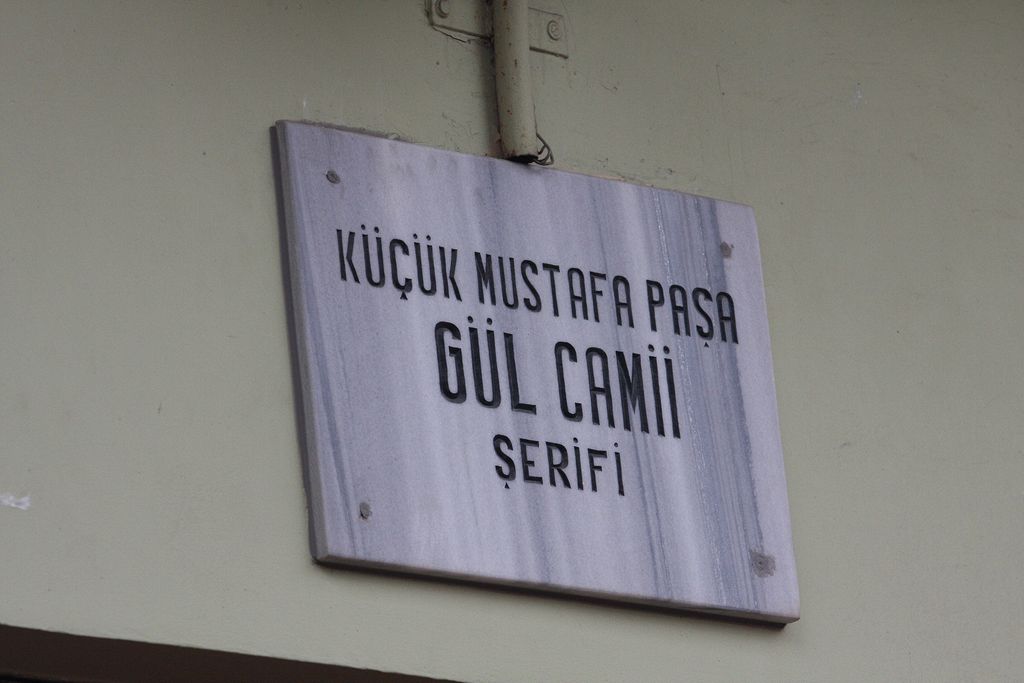 KÜÇÜK MUSTAFA PAŞA
GÜL CAMİİ
ŞERİFİ